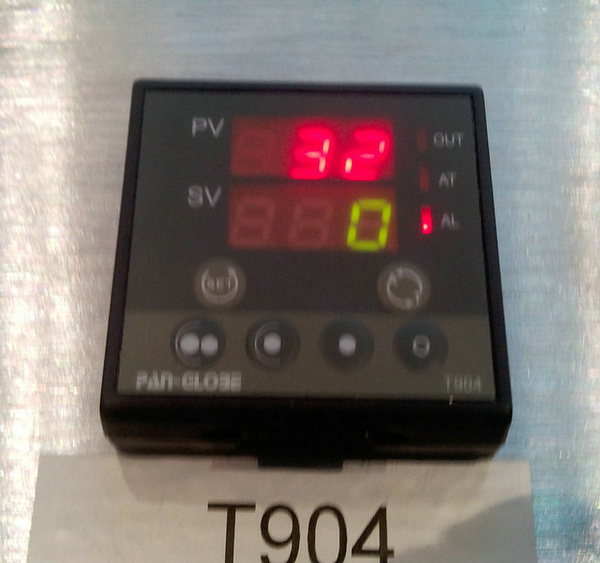 PV 32 OUT
AT
SV 0 AL
SET
PAN-GLOBE T904
T904